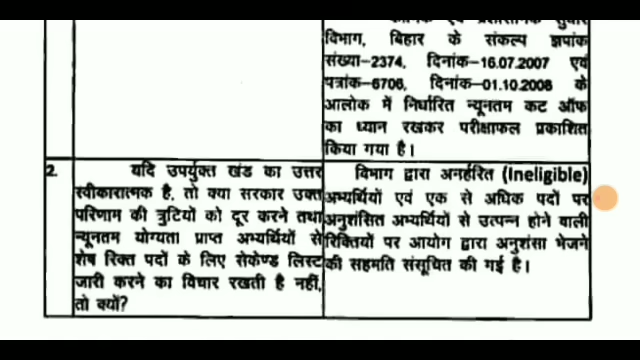 विभाग, बिहार के संकल्प ज्ञापांक
संख्या-2374, दिनांक-16.07.2007 एवं
पत्रांक-6706, दिनांक-01.10.2008 के
आलोक में निर्धारित न्यूनतम कट ऑफ
का ध्यान रखकर परीक्षाफल प्रकाशित
किया गया है।
2.
यदि उपर्युक्त खंड का उत्तर
स्वीकारात्मक है, तो क्या सरकार उक्त
परिणाम की त्रुटियों को दूर करने तथा
न्यूनतम योग्यता प्राप्त अभ्यर्थियों से
शेष रिक्त पदों के लिए सेकेण्ड लिस्ट
जारी करने का विचार रखती है नहीं,
तो क्यों?
विभाग द्वारा अनर्हरित (Ineligible)
अभ्यर्थियों एवं एक से अधिक पदों पर
अनुशंसित अभ्यर्थियों से उत्पन्न होने वाली
रिक्तियों पर आयोग द्वारा अनुशंसा भेजने
की सहमति संसूचित की गई है।